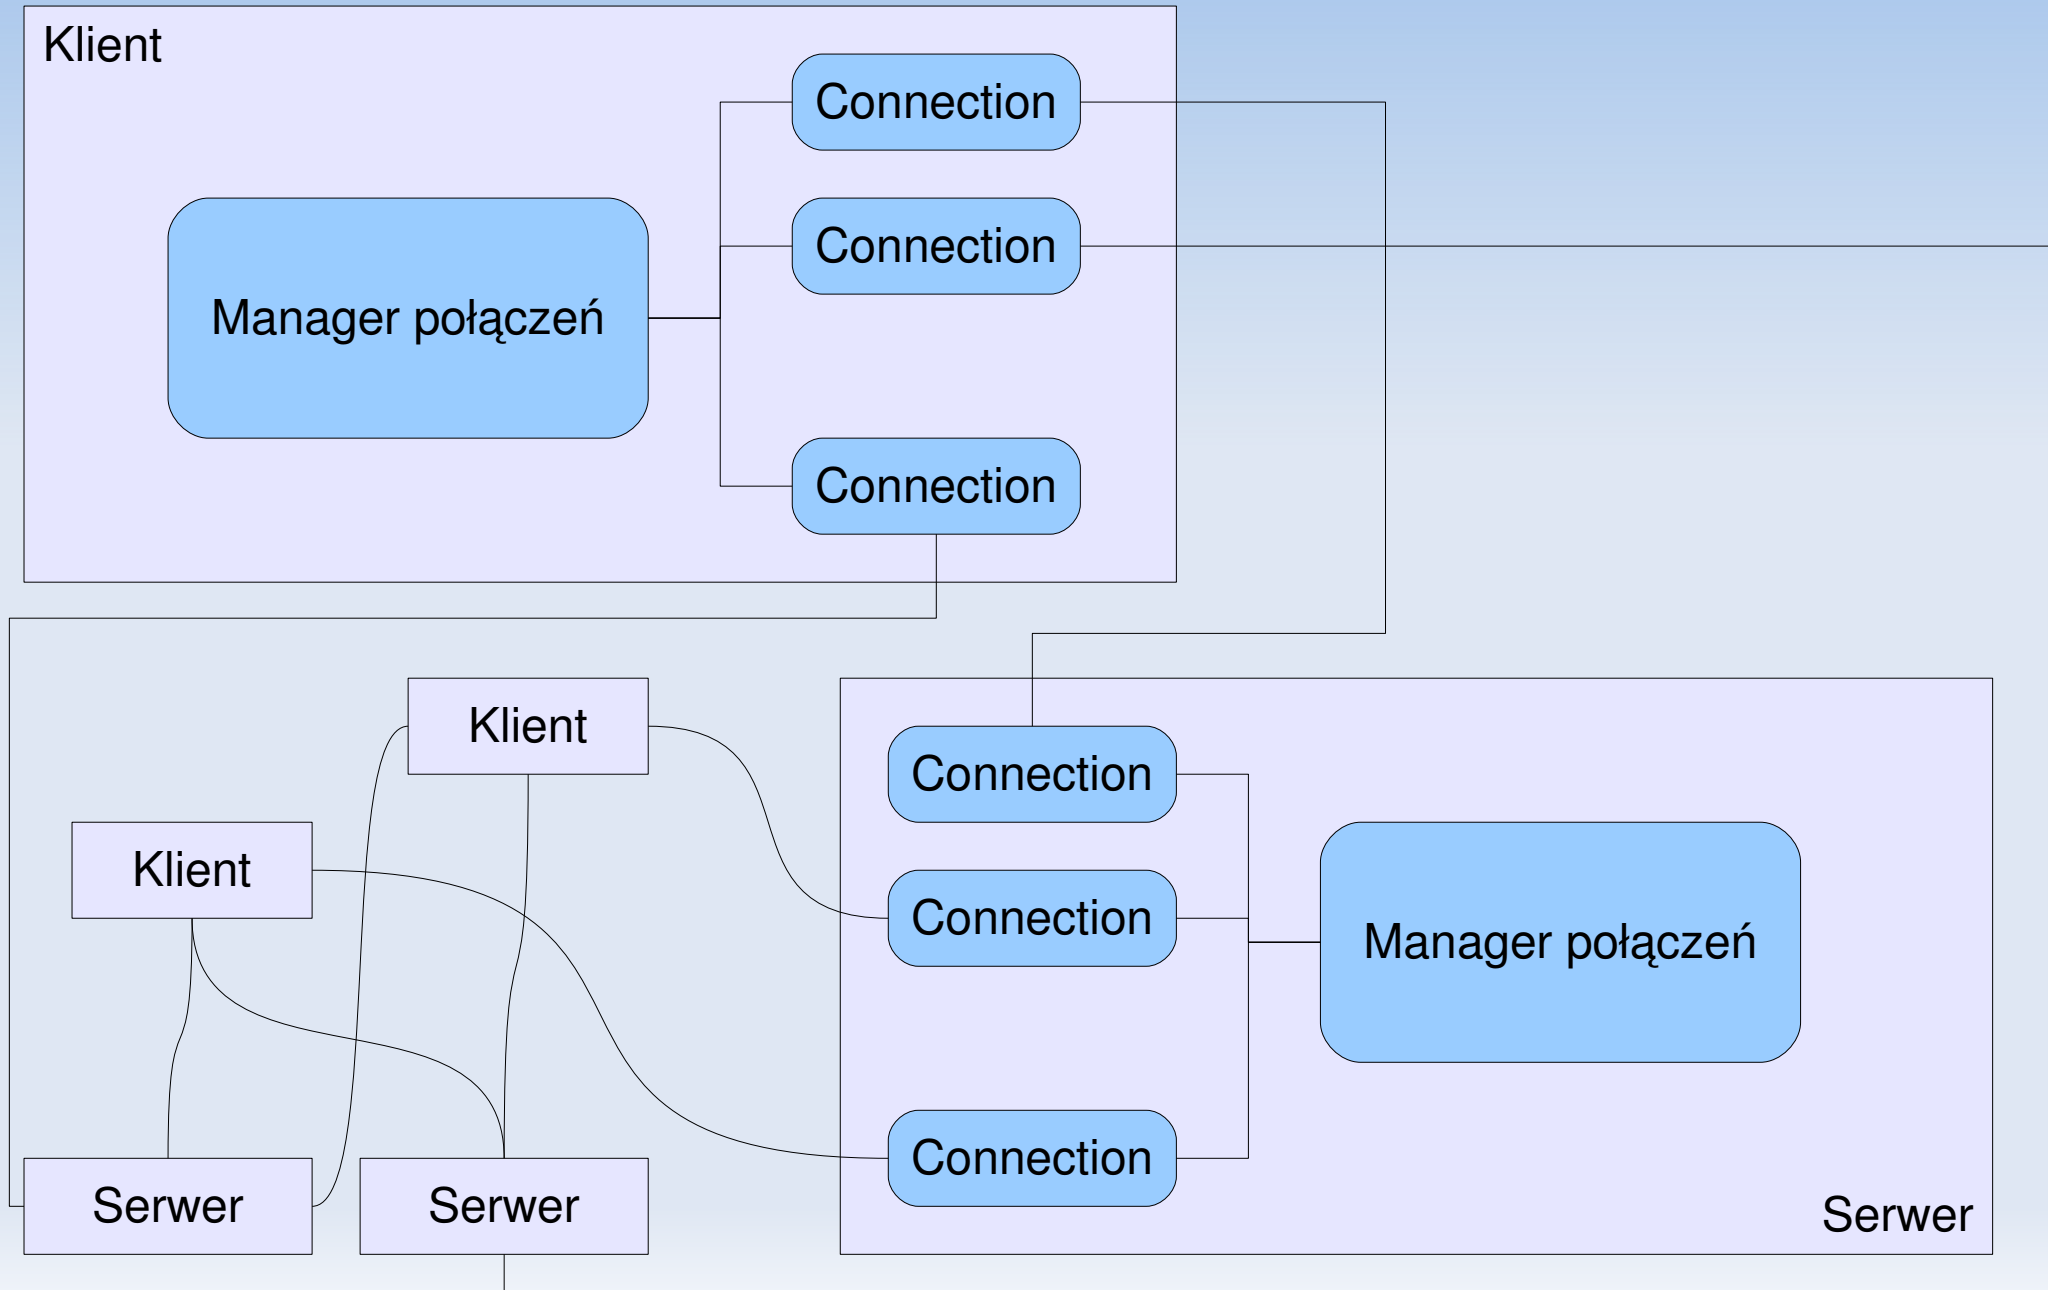 Klient
Connection
Connection
Manager połączeń
Connection
Klient
Connection
Klient
Connection
Manager połączeń
Connection
Serwer
Serwer
Serwer